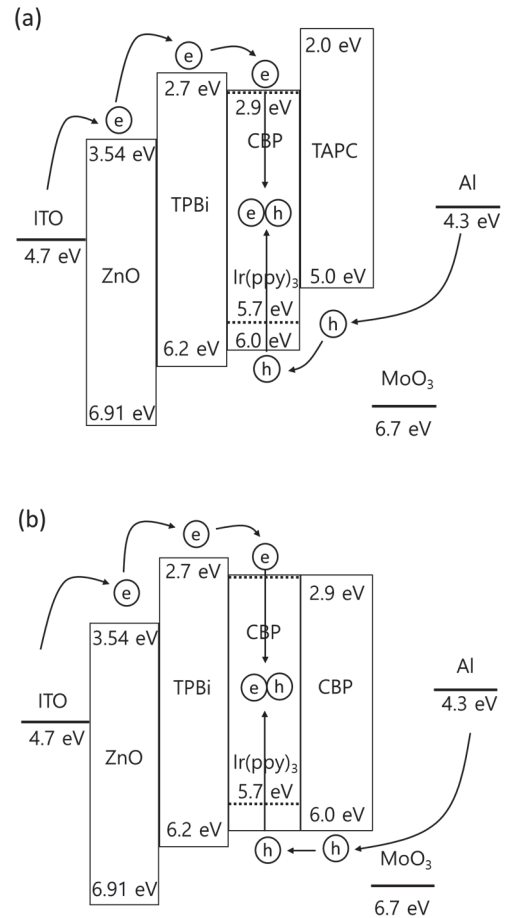 (a)
2.0 eV
e
e
e
2.7 eV
2.9 eV
CBP
3.54 eV
TAPC
TPBi
Al
4.3 eV
ITO
4.7 eV
e h
ZnO
Ir(ppy)3
5.0 eV
5.7 eV
h
6.0 eV
6.2 eV
h
MoO3
6.7 eV
6.91 eV
(b)
e
e
e
2.7 eV
2.9 eV
3.54 eV
CBP
Al
4.3 eV
TPBi
e h
CBP
ITO
4.7 eV
ZnO
Ir(ppy)3
5.7 eV
6.0 eV
6.2 eV
h
h
MoO3
6.91 eV
6.7 eV